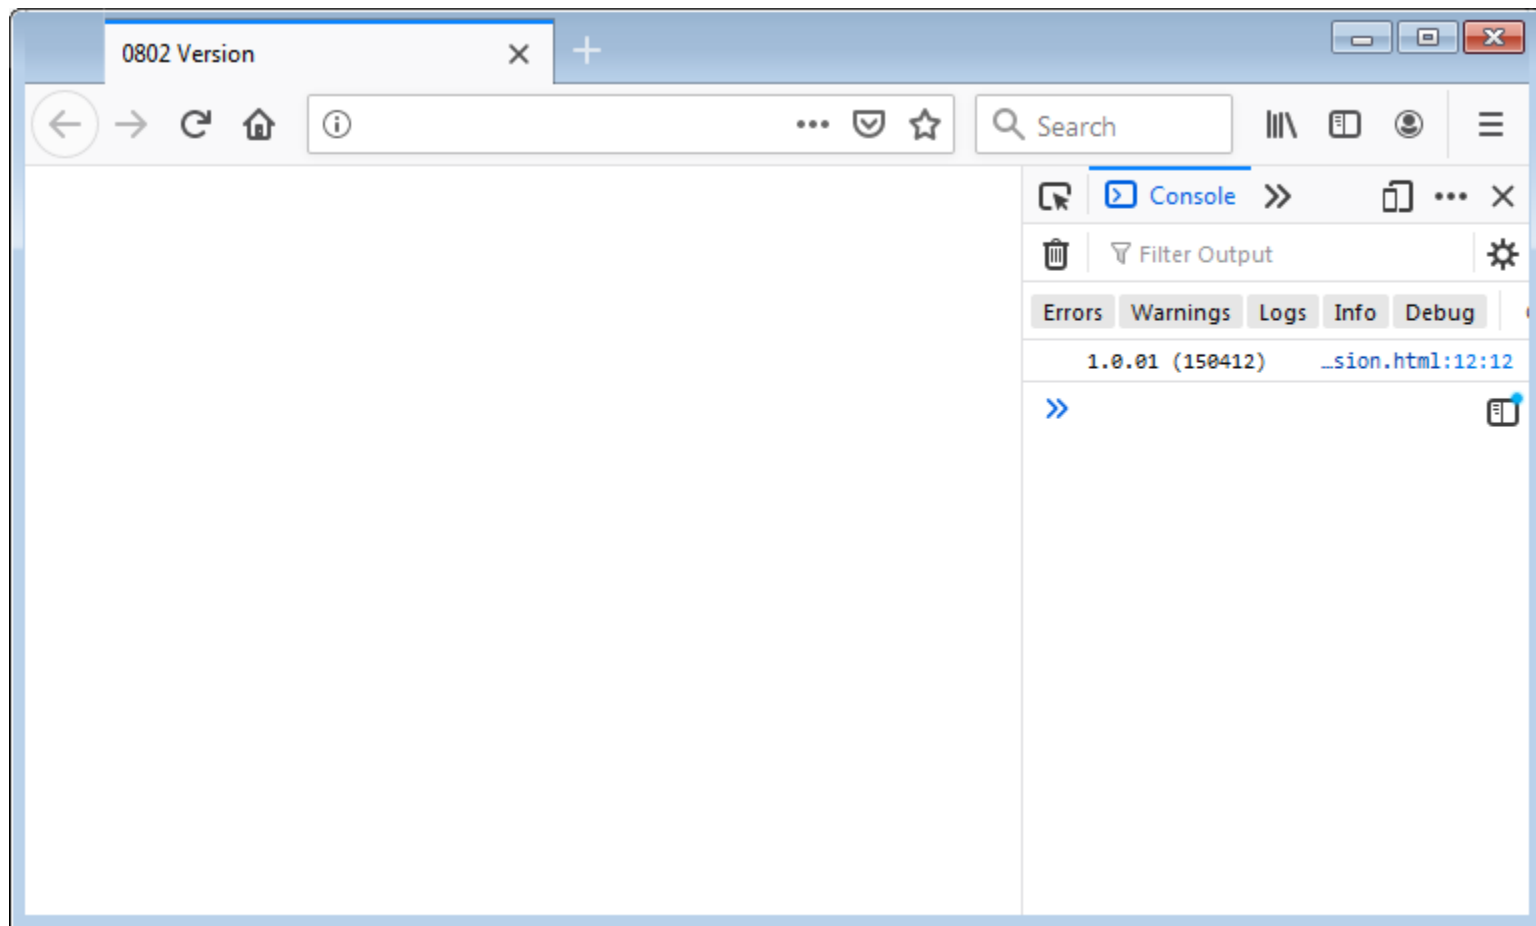 0802 Version
Search
Console
Filter Output
Errors Warnings Logs Info Debug
1.0.01 (150412) …sion.html:12:12